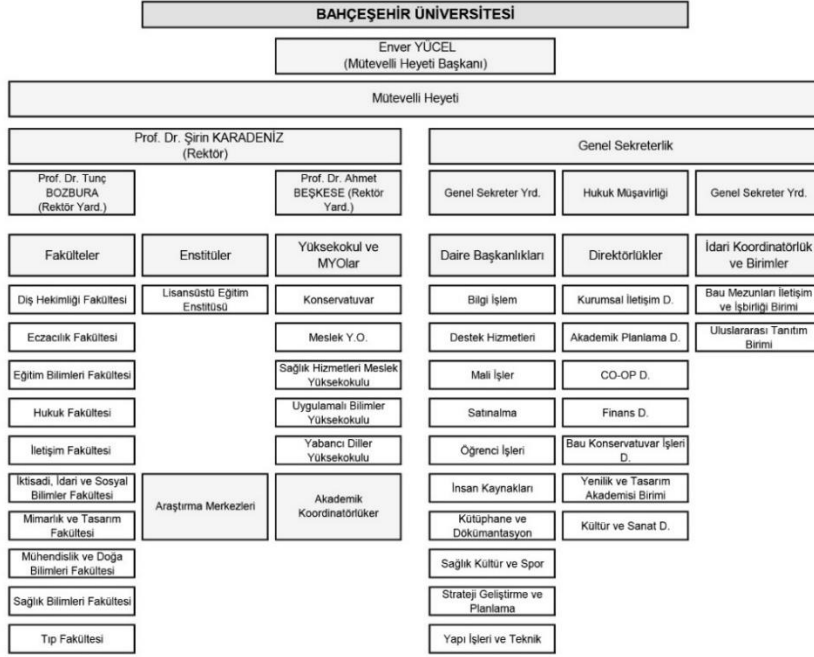 BAHÇEŞEHİR ÜNİVERSİTESİ
Enver YÜCEL
(Mütevelli Heyeti Başkanı)
Mütevelli Heyeti
Prof. Dr. Şirin KARADENİZ
(Rektör)
Genel Sekreterlik
Prof. Dr. Tunç
BOZBURA
(Rektör Yard.)
Prof. Dr. Ahmet
BEŞKESE (Rektör
Yard.)
Genel Sekreter Yrd.
Hukuk Müşavirliği
Genel Sekreter Yrd.
Fakülteler
Enstitüler
Yüksekokul ve
MYOlar
Daire Başkanlıkları
Direktörlükler
İdari Koordinatörlük
ve Birimler
Diş Hekimliği Fakültesi
Lisansüstü Eğitim
Enstitüsü
Konservatuvar
Bilgi İşlem
Kurumsal İletişim D.
Bau Mezunları İletişim
ve İşbirliği Birimi
Eczacılık Fakültesi
Meslek Y.O.
Destek Hizmetleri
Akademik Planlama D.
Uluslararası Tanıtım
Birimi
Eğitim Bilimleri Fakültesi
Sağlık Hizmetleri Meslek
Yüksekokulu
Mali İşler
CO-OP D.
Hukuk Fakültesi
Uygulamalı Bilimler
Yüksekokulu
Satınalma
Finans D.
İletişim Fakültesi
Yabancı Diller
Yüksekokulu
Öğrenci İşleri
Bau Konservatuvar İşleri
D.
İktisadi, İdari ve Sosyal
Bilimler Fakültesi
Araştırma Merkezleri
Akademik
Koordinatörlüker
İnsan Kaynakları
Yenilik ve Tasarım
Akademisi Birimi
Mimarlık ve Tasarım
Fakültesi
Kütüphane ve
Dökümantasyon
Kültür ve Sanat D.
Mühendislik ve Doğa
Bilimleri Fakültesi
Sağlık Kültür ve Spor
Sağlık Bilimleri Fakültesi
Strateji Geliştirme ve
Planlama
Tıp Fakültesi
Yapı İşleri ve Teknik